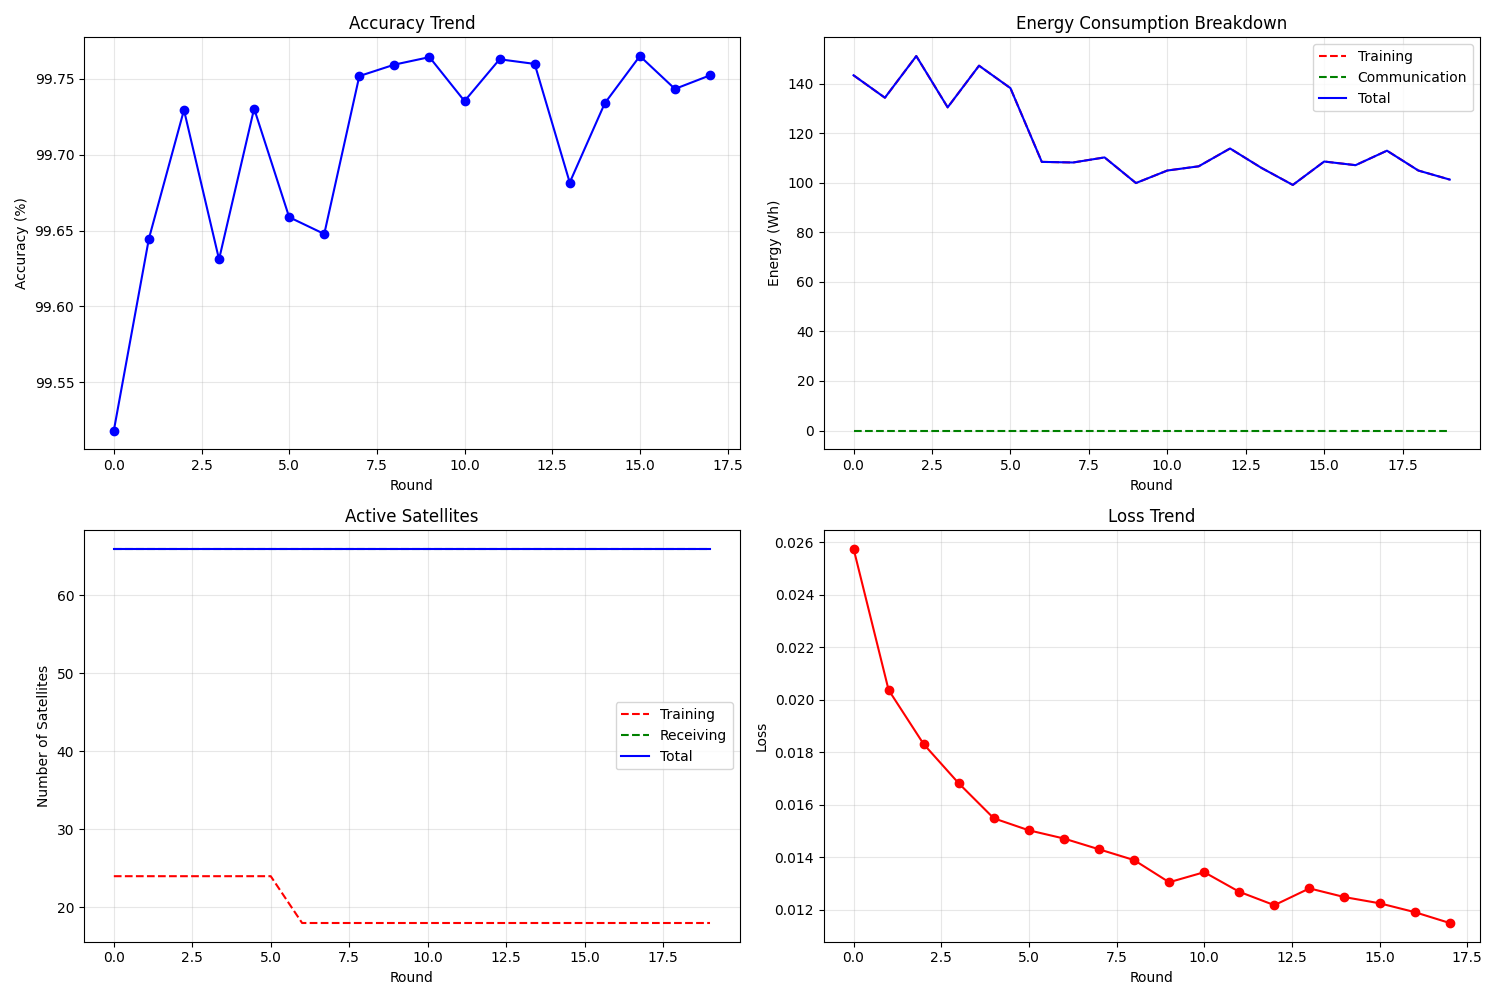 Accuracy Trend
Accuracy (%)
99.75
99.70
99.65
99.60
99.55
0.0 2.5 5.0 7.5 10.0 12.5 15.0 17.5
Round
Energy Consumption Breakdown
Energy (Wh)
140
120
100
80
60
40
20
0
Training
Communication
Total
0.0 2.5 5.0 7.5 10.0 12.5 15.0 17.5
Round
Active Satellites
Number of Satellites
60
50
40
30
20
Training
Receiving
Total
0.0 2.5 5.0 7.5 10.0 12.5 15.0 17.5
Round
Loss Trend
Loss
0.026
0.024
0.022
0.020
0.018
0.016
0.014
0.012
0.0 2.5 5.0 7.5 10.0 12.5 15.0 17.5
Round